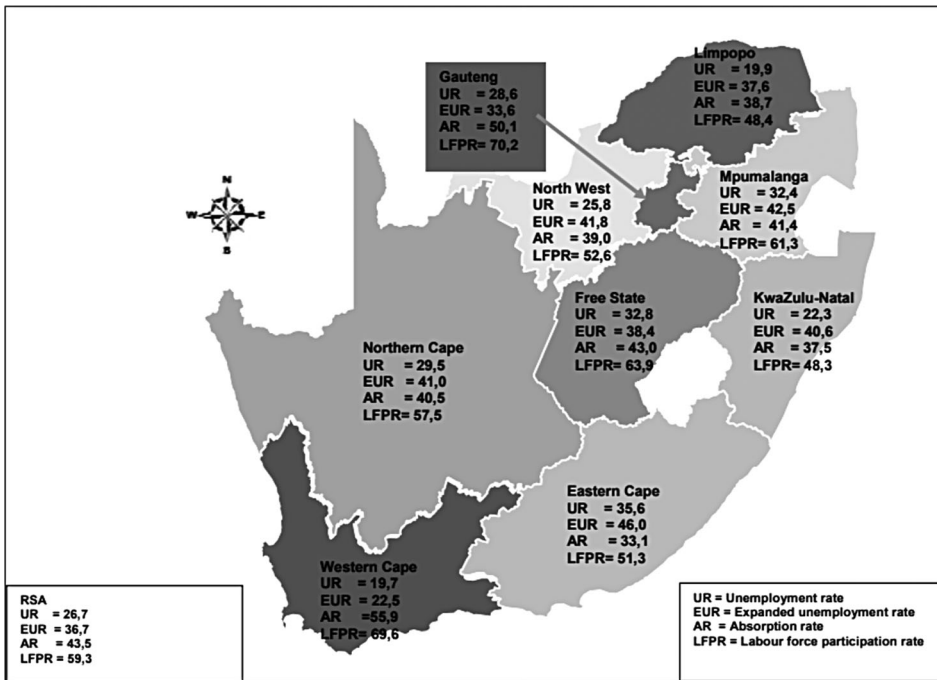 Limpopo
UR = 19,9
EUR = 37,6
AR = 38,7
LFPR= 48,4
Gauteng
UR = 28,6
EUR = 33,6
AR = 50,1
LFPR= 70,2
Mpumalanga
UR = 32,4
EUR = 42,5
AR = 41,4
LFPR= 61,3
North West
UR = 25,8
EUR = 41,8
AR = 39,0
LFPR= 52,6
N
W
E
S
Free State
UR = 32,8
EUR = 38,4
AR = 43,0
LFPR= 63,9
KwaZulu-Natal
UR = 22,3
EUR = 40,6
AR = 37,5
LFPR= 48,3
Northern Cape
UR = 29,5
EUR = 41,0
AR = 40,5
LFPR= 57,5
Eastern Cape
UR = 35,6
EUR = 46,0
AR = 33,1
LFPR= 51,3
Western Cape
UR = 19,7
EUR = 22,5
AR =55,9
LFPR= 69,6
RSA
UR = 26,7
EUR = 36,7
AR = 43,5
LFPR = 59,3
UR = Unemployment rate
EUR = Expanded unemployment rate
AR = Absorption rate
LFPR = Labour force participation rate